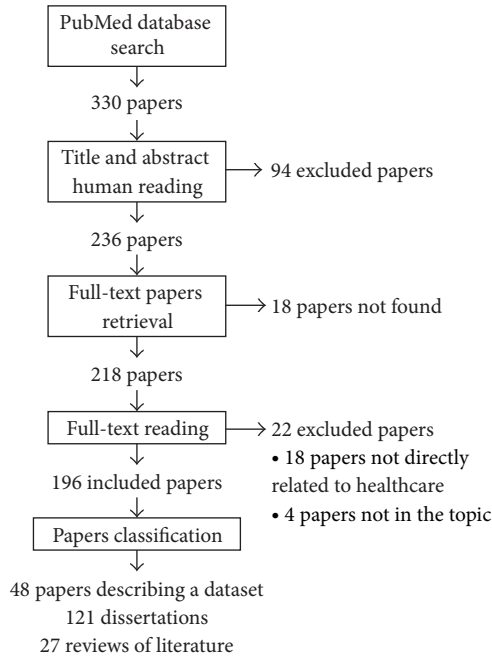 PubMed database
search
330 papers
Title and abstract
human reading
94 excluded papers
236 papers
Full-text papers
retrieval
18 papers not found
218 papers
Full-text reading
22 excluded papers
• 18 papers not directly
related to healthcare
• 4 papers not in the topic
196 included papers
Papers classification
48 papers describing a dataset
121 dissertations
27 reviews of literature